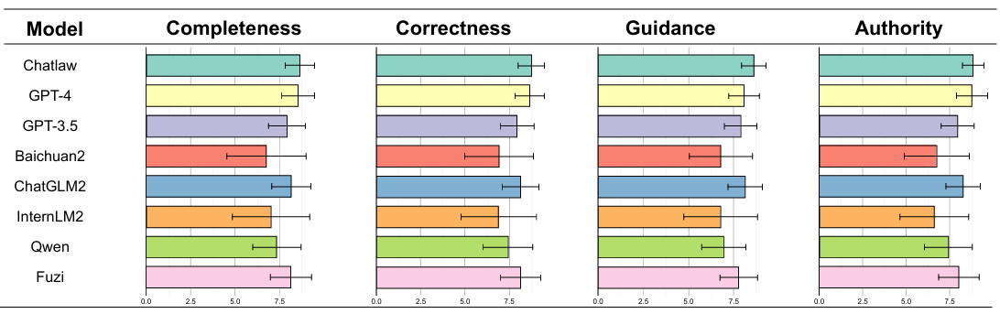 Model Completeness Correctness Guidance Authority
Chatlaw
GPT-4
GPT-3.5
Baichuan2
ChatGLM2
InternLM2
Qwen
Fuzi
0.0 2.5 5.0 7.5 0.0 2.5 5.0 7.5 0.0 2.5 5.0 7.5 0.0 2.5 5.0 7.5